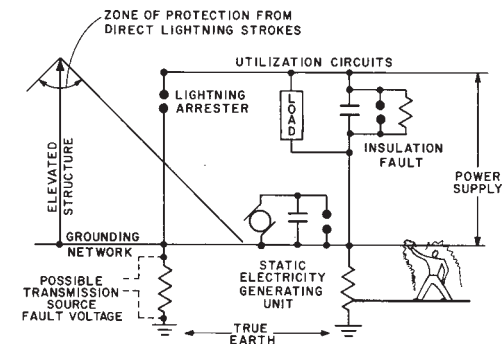 ZONE OF PROTECTION FROM
DIRECT LIGHTNING STROKES
UTILIZATION CIRCUITS
LIGHTNING
ARRESTER
LOAD
INSULATION
FAULT
POWER
SUPPLY
ELEVATED
STRUCTURE
GROUNDING
NETWORK
POSSIBLE
TRANSMISSION
SOURCE
FAULT VOLTAGE
STATIC
ELECTRICITY
GENERATING
UNIT
TRUE
EARTH